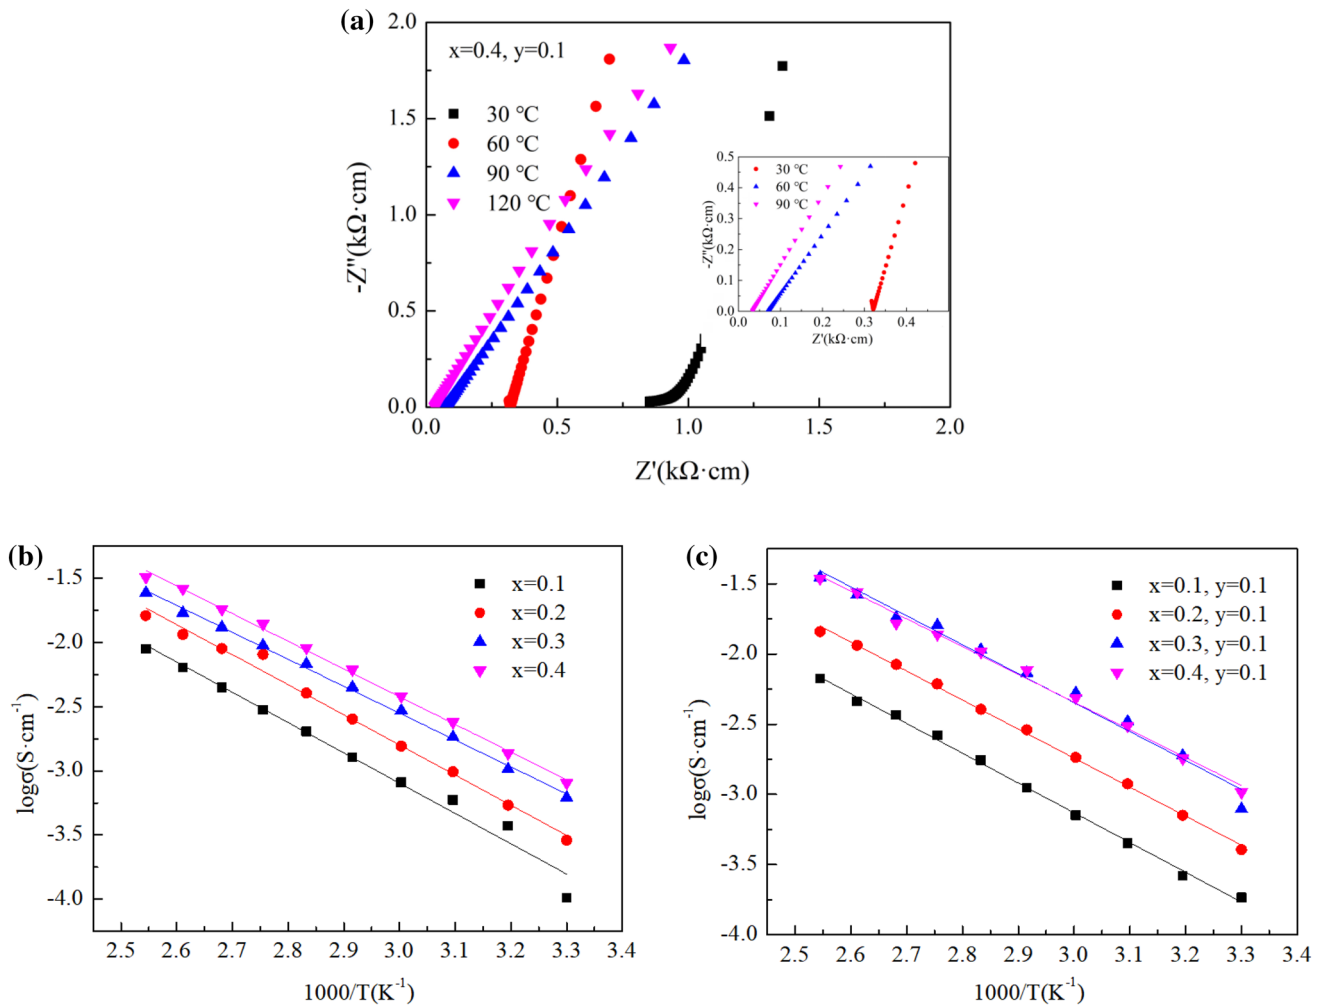 (a)
x=0.4, y=0.1
30 ℃
60 ℃
90 ℃
120 ℃
2.0
1.5
1.0
0.5
0.0
-Z"(kΩ·cm)
0.0 0.5 1.0 1.5 2.0
Z'(kΩ·cm)
30 ℃
60 ℃
90 ℃
0.5
0.4
0.3
0.2
0.1
0.0
-Z"(kΩ·cm)
0.0 0.1 0.2 0.3 0.4
Z'(kΩ·cm)
(b)
x=0.1
x=0.2
x=0.3
x=0.4
-1.5
-2.0
-2.5
-3.0
-3.5
-4.0
logσ(S·cm⁻¹)
2.5 2.6 2.7 2.8 2.9 3.0 3.1 3.2 3.3 3.4
1000/T(K⁻¹)
(c)
x=0.1, y=0.1
x=0.2, y=0.1
x=0.3, y=0.1
x=0.4, y=0.1
-1.5
-2.0
-2.5
-3.0
-3.5
-4.0
logσ(S·cm⁻¹)
2.5 2.6 2.7 2.8 2.9 3.0 3.1 3.2 3.3 3.4
1000/T(K⁻¹)